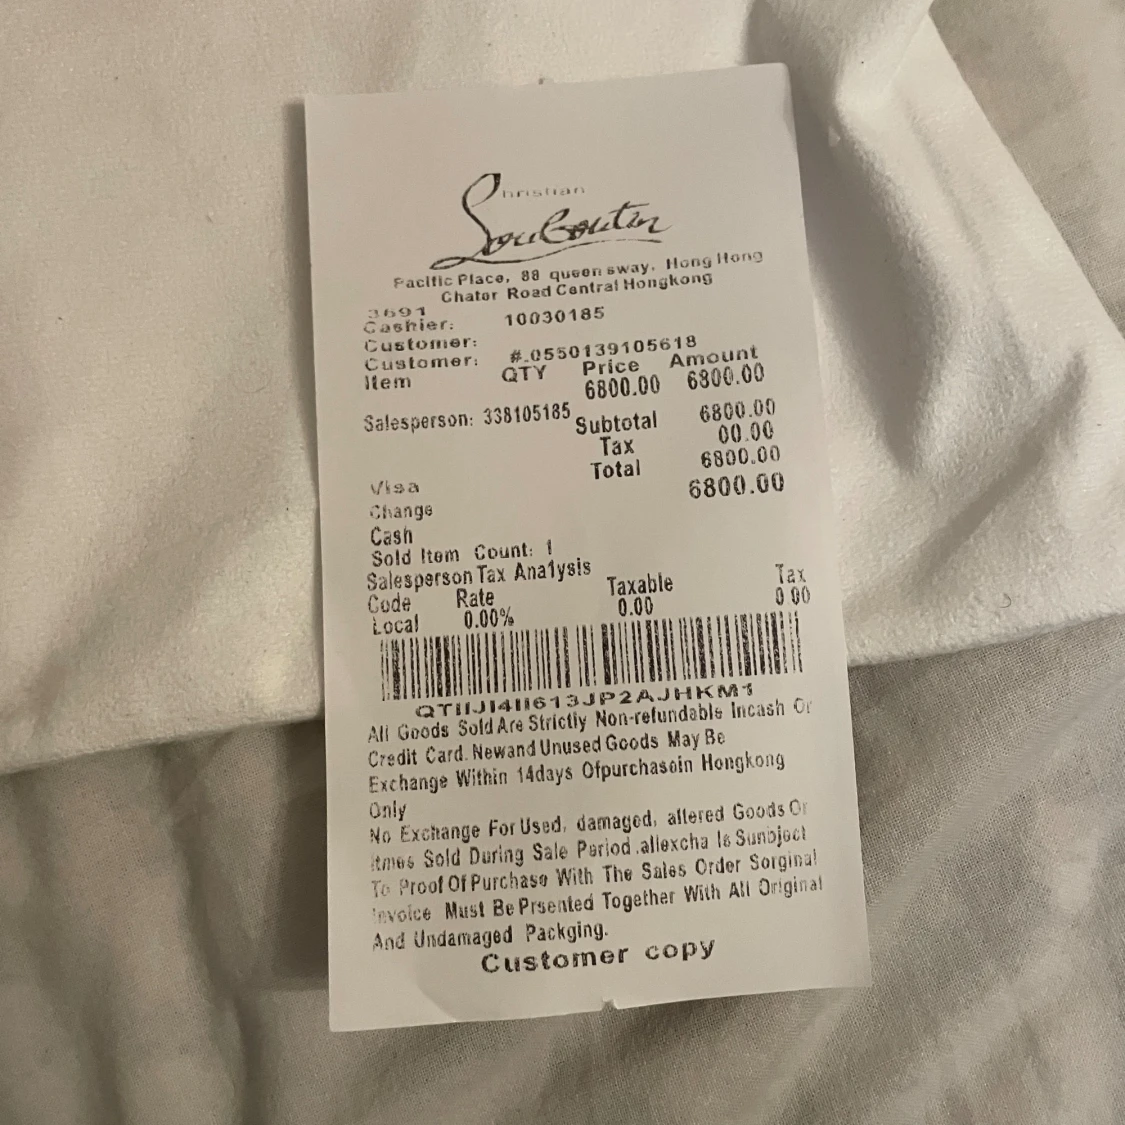 Christian
Louboutin
Pacific Place, 88 queensway, Hong Hong
Chater Road Central Hongkong
3691
Cashier: 10030185
Customer:
Customer: #.0550139105618
Item QTY Price Amount
6800.00 6800.00
Salesperson: 338105185
Subtotal 6800.00
Tax 00.00
Total 6800.00
Visa 6800.00
Change
Cash
Sold Item Count: 1
Salesperson Tax Ana1ysis
Code Rate Taxable Tax
Local 0.00% 0.00 0 00
All Goods Sold Are Strictly Non-refundable Incash Or
Credit Card. Newand Unused Goods May Be
Exchange Within 14days Ofpurchasein Hongkong
Only
No Exchange For Used, damaged, altered Goods Or
itmes Sold During Sale Period .allexcha Is Sunbject
To Proof Of Purchase With The Sales Order Sorginal
invoice Must Be Prsented Together With All Original
And Undamaged Packging.
Customer copy